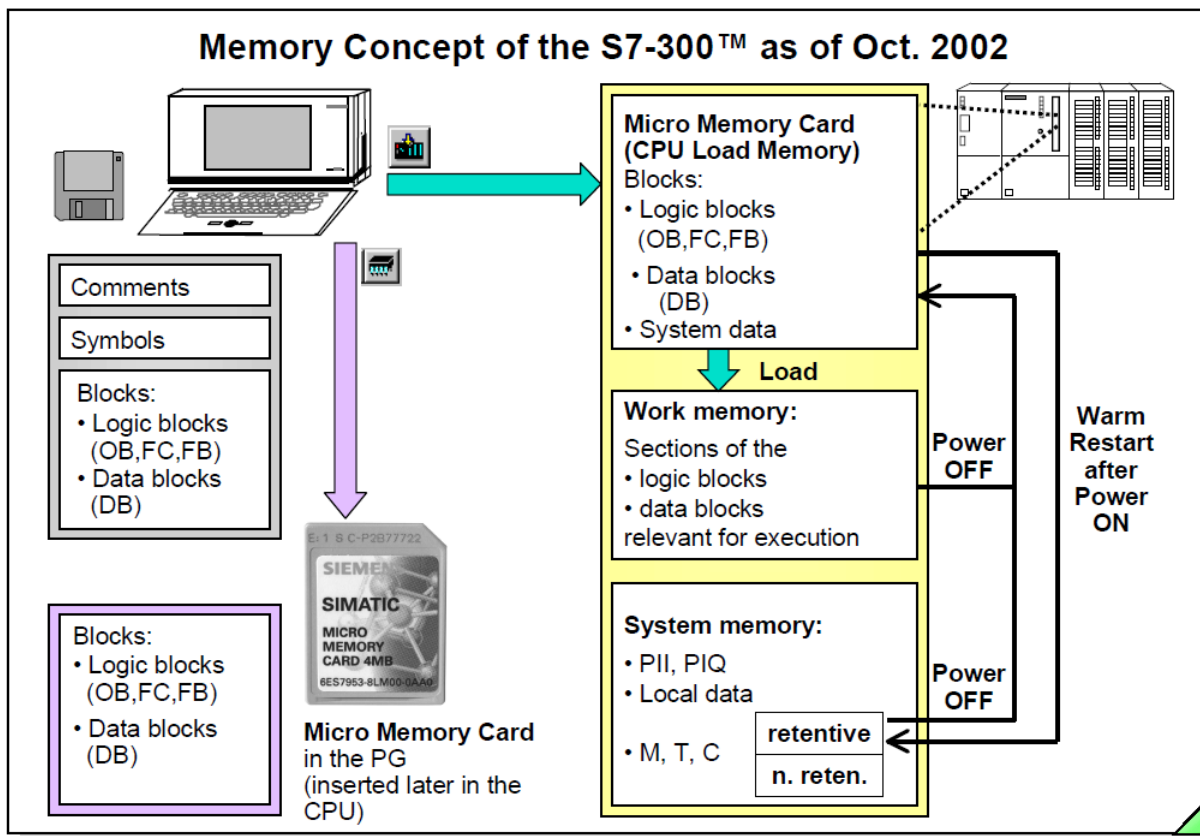 Memory Concept of the S7-300™ as of Oct. 2002
Comments
Symbols
Blocks:
• Logic blocks
(OB,FC,FB)
• Data blocks
(DB)
Blocks:
• Logic blocks
(OB,FC,FB)
• Data blocks
(DB)
SIEMEN
SIMATIC
MICRO
MEMORY
CARD 4MB
6ES7953-8LM00-0AA0
Micro Memory Card
in the PG
(inserted later in the
CPU)
Micro Memory Card
(CPU Load Memory)
Blocks:
• Logic blocks
(OB,FC,FB)
• Data blocks
(DB)
• System data
Load
Work memory:
Sections of the
• logic blocks
• data blocks
relevant for execution
System memory:
• PII, PIQ
• Local data
• M, T, C
retentive
n. reten.
Power
OFF
Power
OFF
Warm
Restart
after
Power
ON